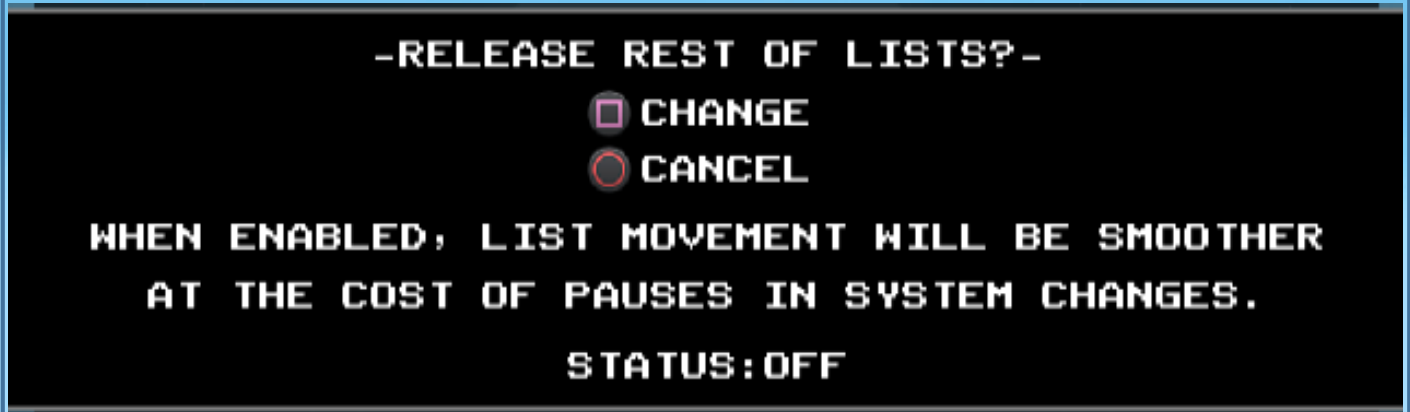 -RELEASE REST OF LISTS?-
CHANGE
CANCEL
WHEN ENABLED, LIST MOVEMENT WILL BE SMOOTHER
AT THE COST OF PAUSES IN SYSTEM CHANGES.
STATUS:OFF